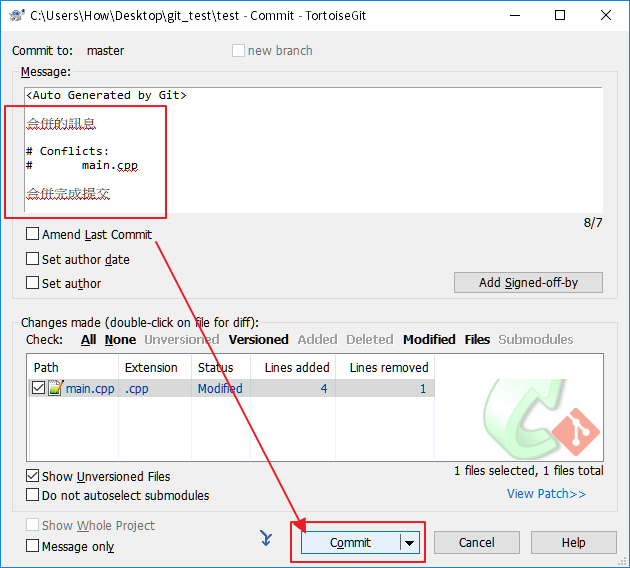 C:\Users\How\Desktop\git_test\test - Commit - TortoiseGit
Commit to: master
new branch
Message:
<Auto Generated by Git>
合併的訊息
# Conflicts:
# main.cpp
合併完成提交
8/7
Amend Last Commit
Set author date
Set author
Add Signed-off-by
Changes made (double-click on file for diff):
Check: All None Unversioned Versioned Added Deleted Modified Files Submodules
Path Extension Status Lines added Lines removed
main.cpp .cpp Modified 4 1
Show Unversioned Files
1 files selected, 1 files total
Do not autoselect submodules
View Patch>>
Show Whole Project
Message only
Commit
Cancel
Help